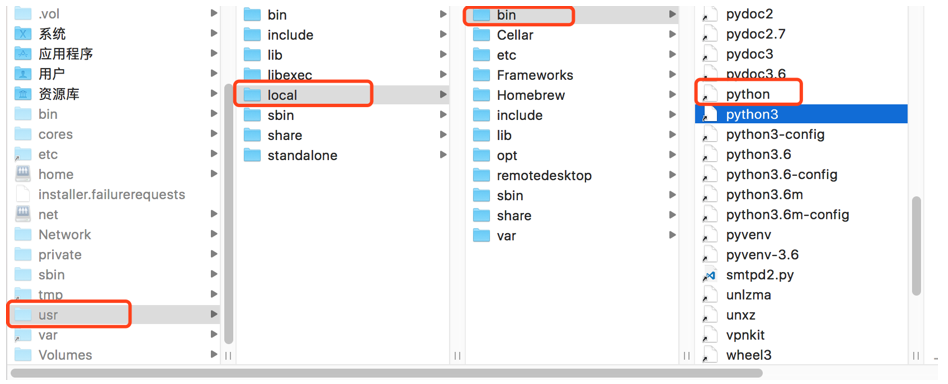 .vol
系统
应用程序
用户
资源库
bin
cores
etc
home
installer.failurerequests
net
Network
private
sbin
tmp
usr
var
Volumes
bin
include
lib
libexec
local
sbin
share
standalone
bin
Cellar
etc
Frameworks
Homebrew
include
lib
opt
remotedesktop
sbin
share
var
pydoc2
pydoc2.7
pydoc3
pydoc3.6
python
python3
python3-config
python3.6
python3.6-config
python3.6m
python3.6m-config
pyvenv
pyvenv-3.6
smtpd2.py
unlzma
unxz
vpnkit
wheel3